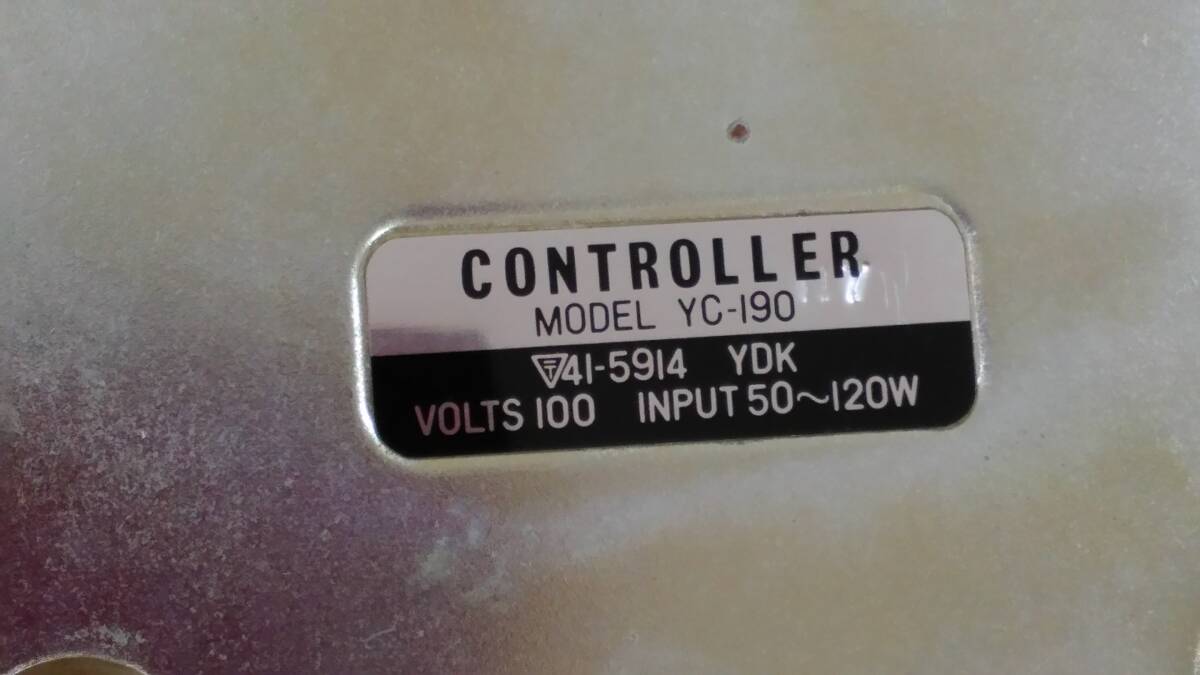 CONTROLLER
MODEL YC-190
41-5914 YDK
VOLTS 100 INPUT 50~120W